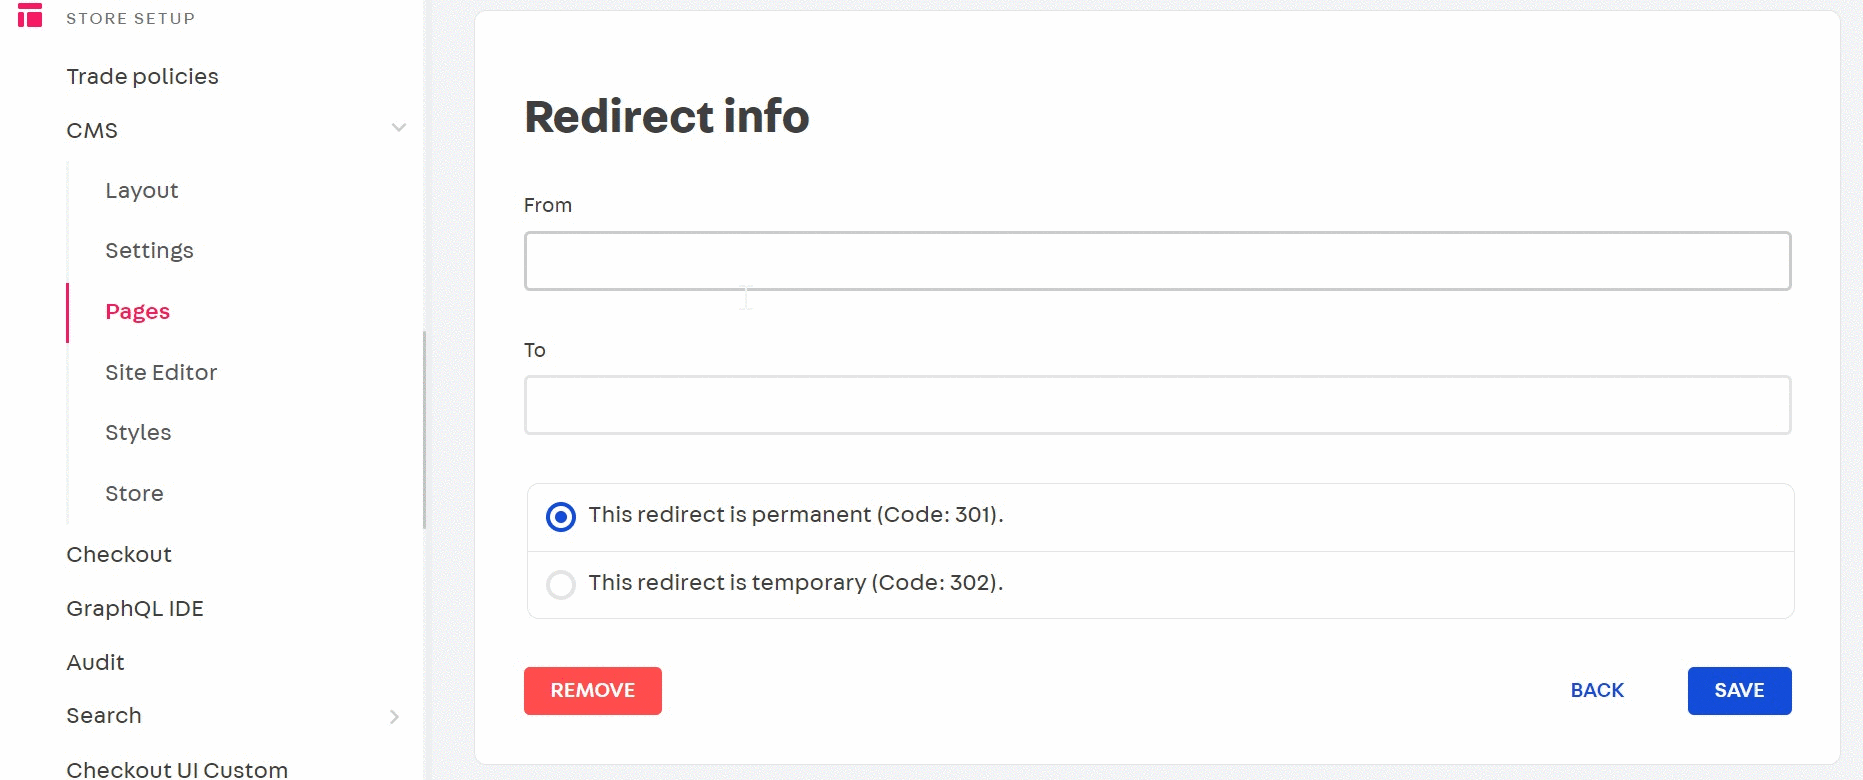 STORE SETUP
Trade policies
CMS
Layout
Settings
Pages
Site Editor
Styles
Store
Checkout
GraphQL IDE
Audit
Search
Checkout UI Custom
Redirect info
From
To
This redirect is permanent (Code: 301).
This redirect is temporary (Code: 302).
REMOVE
BACK
SAVE